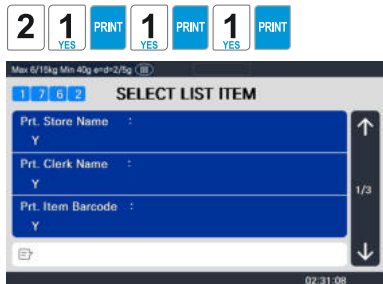 2 1 YES PRINT 1 YES PRINT 1 YES PRINT
Max 6/15kg Min 40g e=d=2/5g (III)
1 7 6 2 SELECT LIST ITEM
Prt. Store Name :
Y
Prt. Clerk Name :
Y
1/3
Prt. Item Barcode :
Y
02:31:08